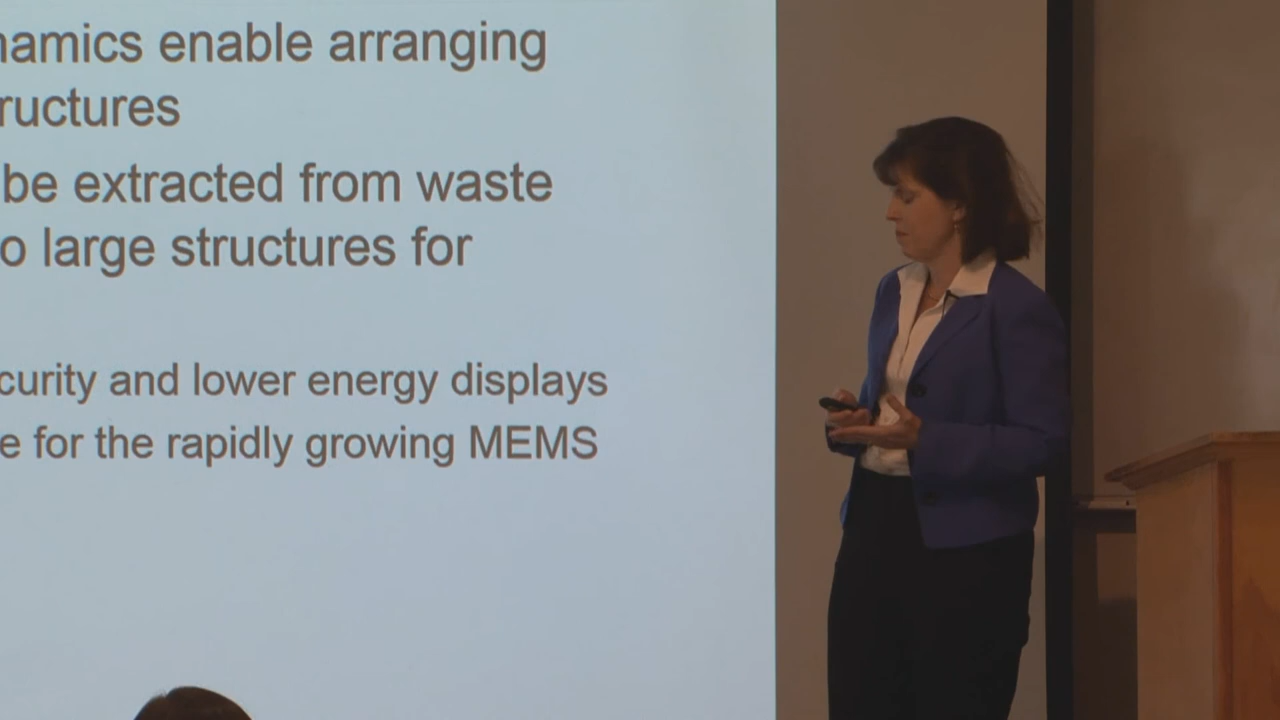 namics enable arranging
ructures
be extracted from waste
o large structures for
curity and lower energy displays
e for the rapidly growing MEMS